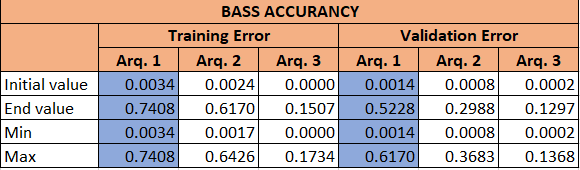 BASS ACCURANCY
Training Error Validation Error
Arq. 1 Arq. 2 Arq. 3 Arq. 1 Arq. 2 Arq. 3
Initial value 0.0034 0.0024 0.0000 0.0014 0.0008 0.0002
End value 0.7408 0.6170 0.1507 0.5228 0.2988 0.1297
Min 0.0034 0.0017 0.0000 0.0014 0.0008 0.0002
Max 0.7408 0.6426 0.1734 0.6170 0.3683 0.1368